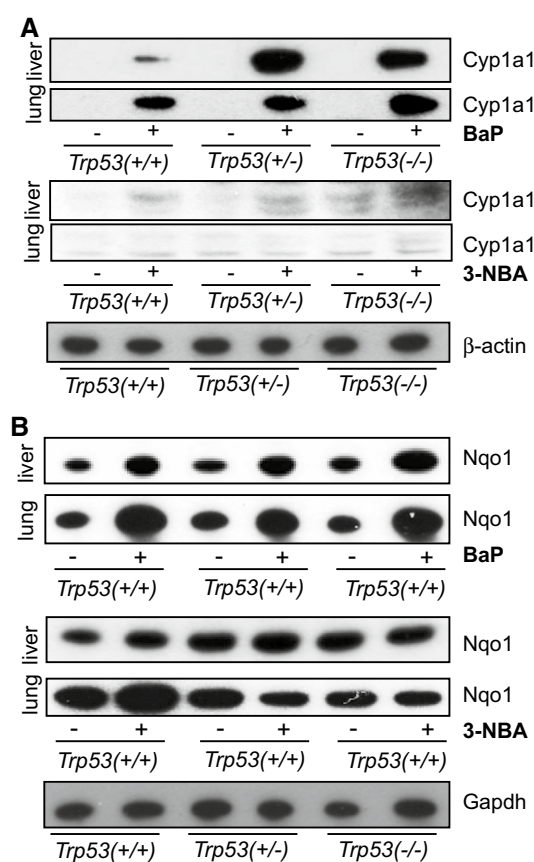 A
liver Cyp1a1
lung Cyp1a1
- + - + - + BaP
Trp53(+/+) Trp53(+/-) Trp53(-/-)
liver Cyp1a1
lung Cyp1a1
- + - + - + 3-NBA
Trp53(+/+) Trp53(+/-) Trp53(-/-)
β-actin
Trp53(+/+) Trp53(+/-) Trp53(-/-)
B
liver Nqo1
lung Nqo1
- + - + - + BaP
Trp53(+/+) Trp53(+/+) Trp53(+/+)
liver Nqo1
lung Nqo1
- + - + - + 3-NBA
Trp53(+/+) Trp53(+/+) Trp53(+/+)
Gapdh
Trp53(+/+) Trp53(+/-) Trp53(-/-)